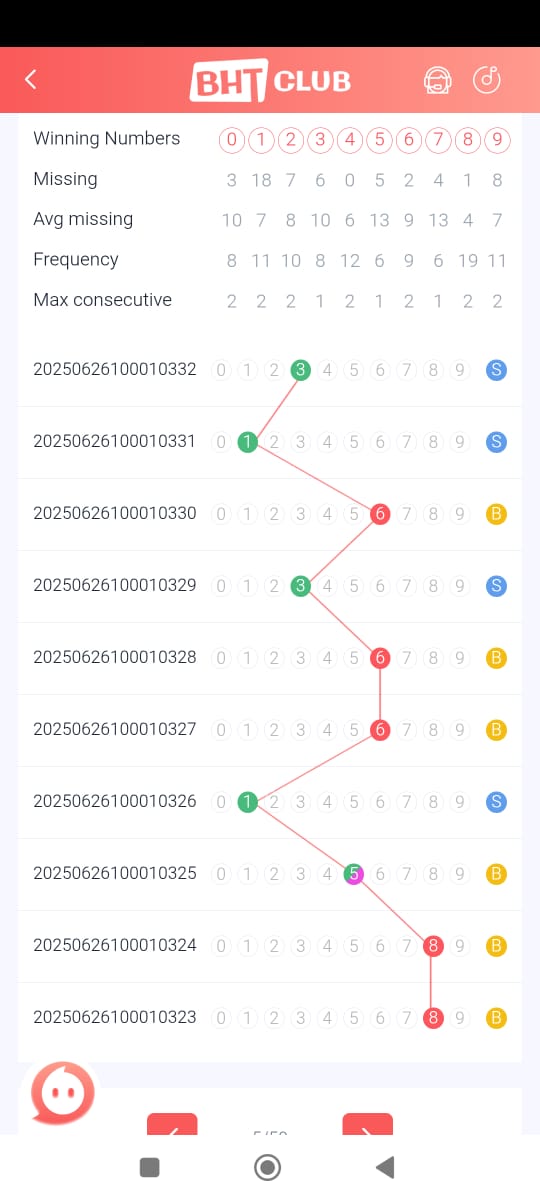 BHT CLUB
Winning Numbers 0 1 2 3 4 5 6 7 8 9
Missing 3 18 7 6 0 5 2 4 1 8
Avg missing 10 7 8 10 6 13 9 13 4 7
Frequency 8 11 10 8 12 6 9 6 19 11
Max consecutive 2 2 2 1 2 1 2 1 2 2
20250626100010332 0 1 2 3 4 5 6 7 8 9 S
20250626100010331 0 1 2 3 4 5 6 7 8 9 S
20250626100010330 0 1 2 3 4 5 6 7 8 9 B
20250626100010329 0 1 2 3 4 5 6 7 8 9 S
20250626100010328 0 1 2 3 4 5 6 7 8 9 B
20250626100010327 0 1 2 3 4 5 6 7 8 9 B
20250626100010326 0 1 2 3 4 5 6 7 8 9 S
20250626100010325 0 1 2 3 4 5 6 7 8 9 B
20250626100010324 0 1 2 3 4 5 6 7 8 9 B
20250626100010323 0 1 2 3 4 5 6 7 8 9 B